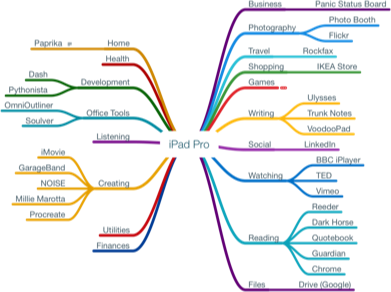 iPad Pro
Home
Paprika
Health
Development
Dash
Pythonista
Office Tools
OmniOutliner
Soulver
Listening
Creating
iMovie
GarageBand
NOISE
Millie Marotta
Procreate
Utilities
Finances
Business
Panic Status Board
Photography
Photo Booth
Flickr
Travel
Rockfax
Shopping
IKEA Store
Games
Writing
Ulysses
Trunk Notes
VoodooPad
Social
LinkedIn
Watching
BBC iPlayer
TED
Vimeo
Reading
Reeder
Dark Horse
Quotebook
Guardian
Chrome
Files
Drive (Google)